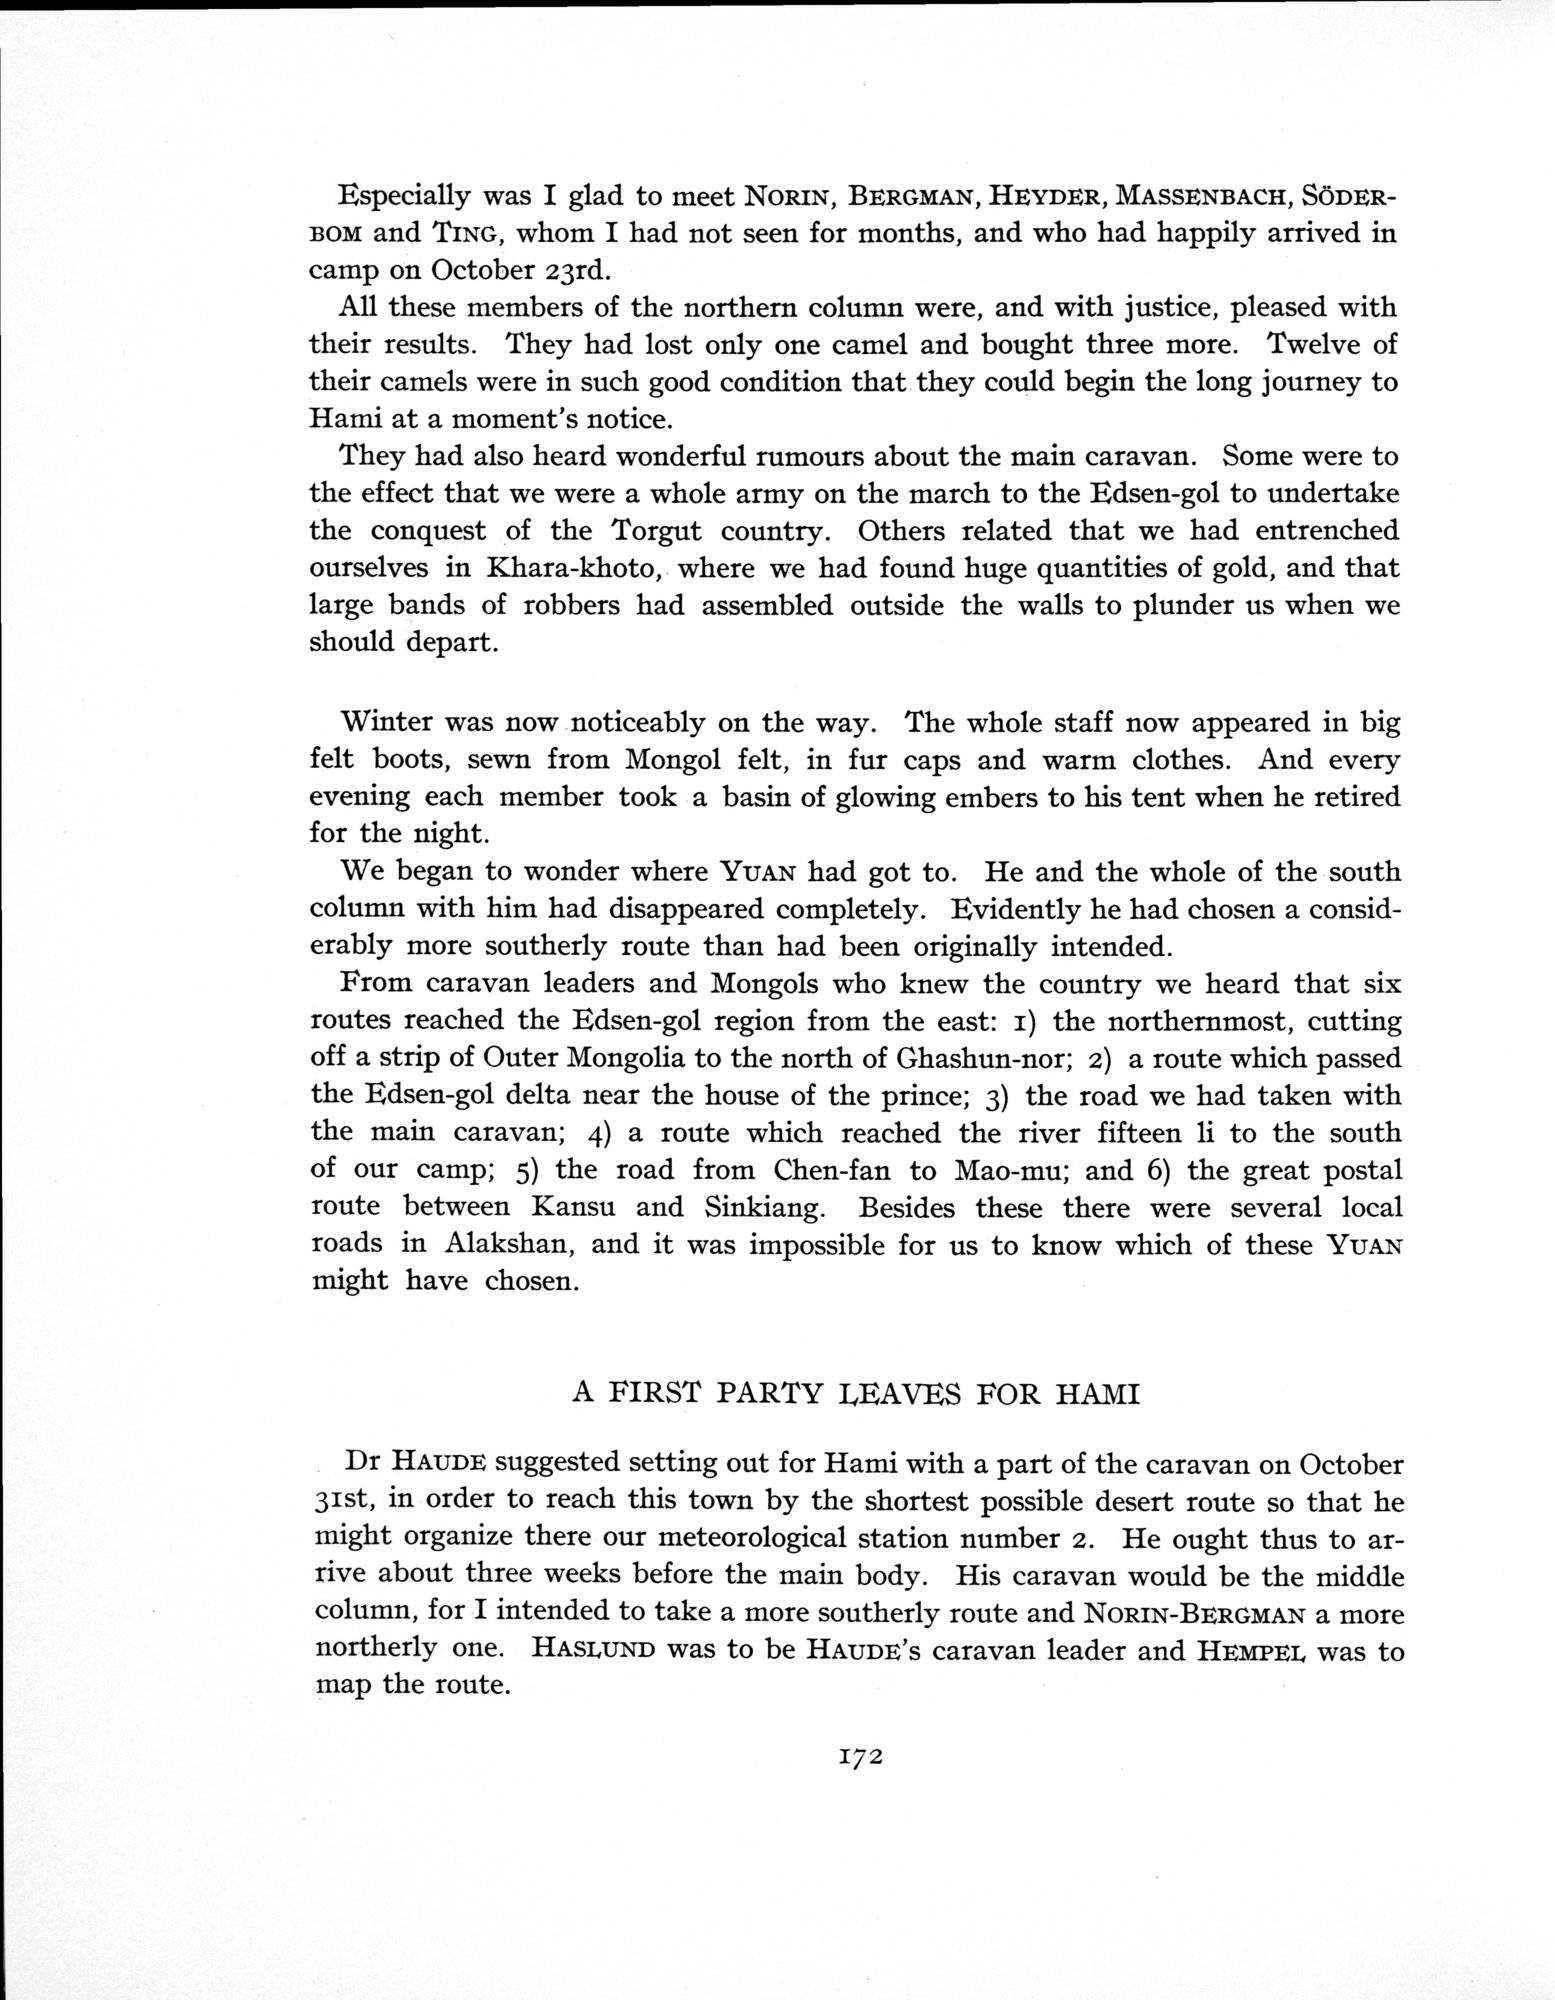 Especially was I glad to meet NORIN, BERGMAN, HEYDER, MASSENBACH, SÖDER-
BOM and TING, whom I had not seen for months, and who had happily arrived in
camp on October 23rd.
All these members of the northern column were, and with justice, pleased with
their results. They had lost only one camel and bought three more. Twelve of
their camels were in such good condition that they could begin the long journey to
Hami at a moment's notice.
They had also heard wonderful rumours about the main caravan. Some were to
the effect that we were a whole army on the march to the Edsen-gol to undertake
the conquest of the Torgut country. Others related that we had entrenched
ourselves in Khara-khoto, where we had found huge quantities of gold, and that
large bands of robbers had assembled outside the walls to plunder us when we
should depart.
Winter was now noticeably on the way. The whole staff now appeared in big
felt boots, sewn from Mongol felt, in fur caps and warm clothes. And every
evening each member took a basin of glowing embers to his tent when he retired
for the night.
We began to wonder where YUAN had got to. He and the whole of the south
column with him had disappeared completely. Evidently he had chosen a consid-
erably more southerly route than had been originally intended.
From caravan leaders and Mongols who knew the country we heard that six
routes reached the Edsen-gol region from the east: 1) the northernmost, cutting
off a strip of Outer Mongolia to the north of Ghashun-nor; 2) a route which passed
the Edsen-gol delta near the house of the prince; 3) the road we had taken with
the main caravan; 4) a route which reached the river fifteen li to the south
of our camp; 5) the road from Chen-fan to Mao-mu; and 6) the great postal
route between Kansu and Sinkiang. Besides these there were several local
roads in Alakshan, and it was impossible for us to know which of these YUAN
might have chosen.
A FIRST PARTY LEAVES FOR HAMI
Dr HAUDE suggested setting out for Hami with a part of the caravan on October
31st, in order to reach this town by the shortest possible desert route so that he
might organize there our meteorological station number 2. He ought thus to ar-
rive about three weeks before the main body. His caravan would be the middle
column, for I intended to take a more southerly route and NORIN-BERGMAN a more
northerly one. HASLUND was to be HAUDE's caravan leader and HEMPEL was to
map the route.
172